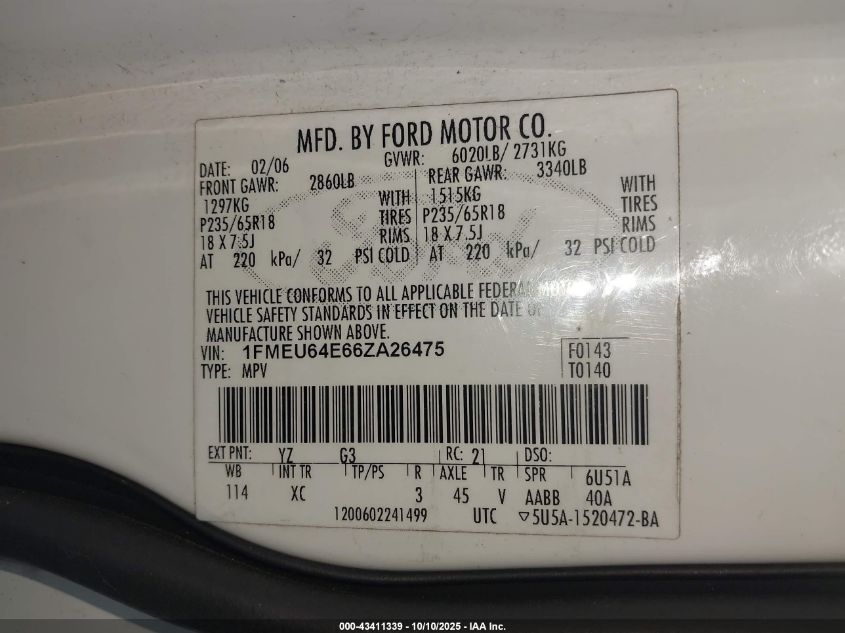 MFD. BY FORD MOTOR CO.
DATE: 02/06 GVWR: 6020LB/ 2731KG
FRONT GAWR: 2860LB REAR GAWR: 3340LB
1297KG WITH 1515KG WITH
P235/65R18 TIRES P235/65R18 TIRES
18 X 7.5J RIMS 18 X 7.5J RIMS
AT 220 kPa/ 32 PSI COLD AT 220 kPa/ 32 PSI COLD
Ford
THIS VEHICLE CONFORMS TO ALL APPLICABLE FEDERAL MOTOR
VEHICLE SAFETY STANDARDS IN EFFECT ON THE DATE OF
MANUFACTURE SHOWN ABOVE.
VIN: 1FMEU64E66ZA26475 F0143
TYPE: MPV T0140
EXT PNT: YZ G3 RC: 21 DSO:
WB INT TR TP/PS R AXLE TR SPR 6U51A
114 XC 3 45 V AABB 40A
1200602241499 UTC ▽5U5A-1520472-BA
000-43411339 - 10/10/2025 - IAA Inc.